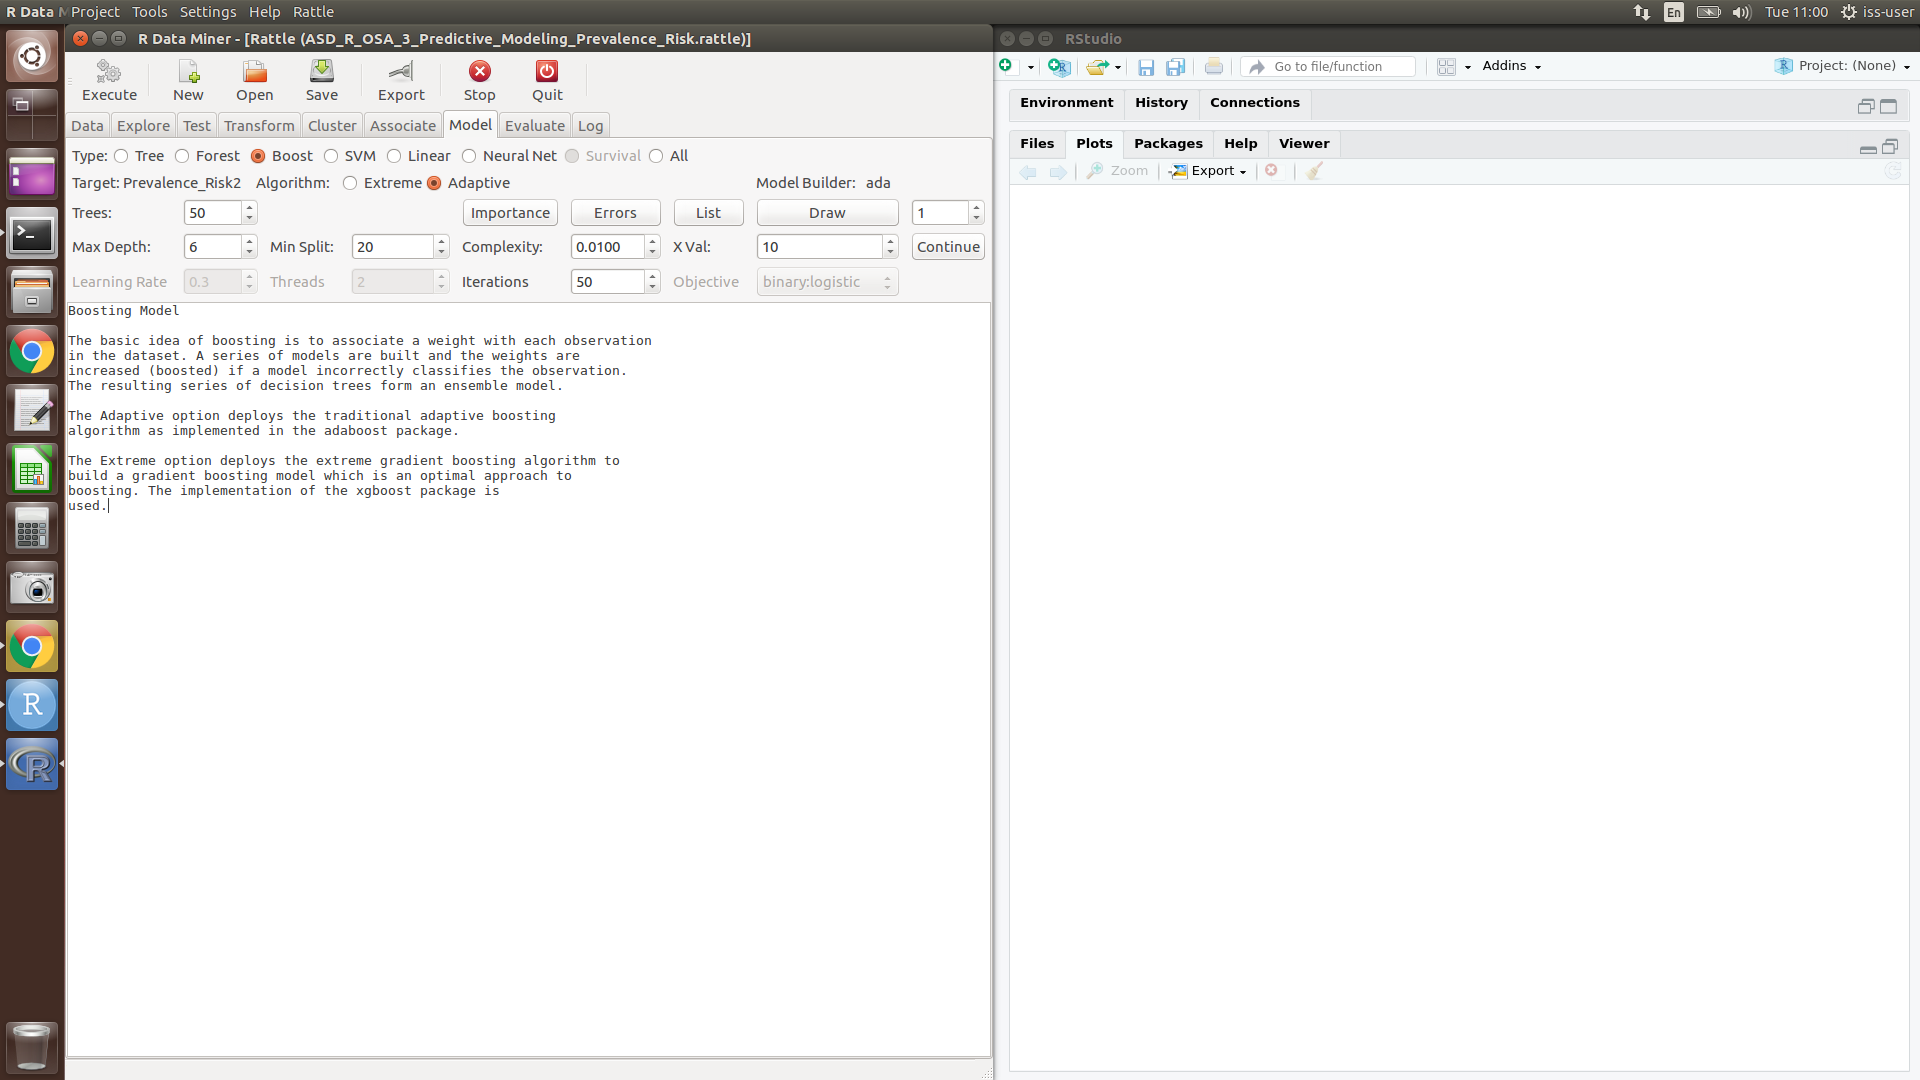 R Data M Project Tools Settings Help Rattle
En Tue 11:00 iss-user
R Data Miner - [Rattle (ASD_R_OSA_3_Predictive_Modeling_Prevalence_Risk.rattle)]
RStudio
Execute New Open Save Export Stop Quit
Go to file/function Addins Project: (None)
Data Explore Test Transform Cluster Associate Model Evaluate Log
Environment History Connections
Files Plots Packages Help Viewer
Zoom Export
Type: Tree Forest Boost SVM Linear Neural Net Survival All
Target: Prevalence_Risk2 Algorithm: Extreme Adaptive Model Builder: ada
Trees: 50 Importance Errors List Draw 1
Max Depth: 6 Min Split: 20 Complexity: 0.0100 X Val: 10 Continue
Learning Rate 0.3 Threads 2 Iterations 50 Objective binary:logistic
Boosting Model
The basic idea of boosting is to associate a weight with each observation
in the dataset. A series of models are built and the weights are
increased (boosted) if a model incorrectly classifies the observation.
The resulting series of decision trees form an ensemble model.
The Adaptive option deploys the traditional adaptive boosting
algorithm as implemented in the adaboost package.
The Extreme option deploys the extreme gradient boosting algorithm to
build a gradient boosting model which is an optimal approach to
boosting. The implementation of the xgboost package is
used.